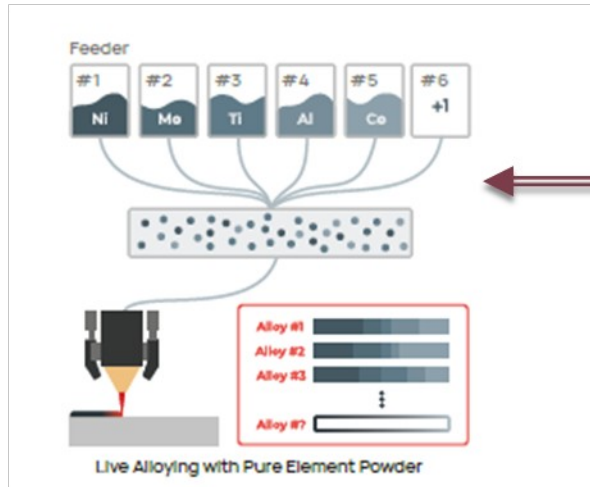 Feeder
#1 #2 #3 #4 #5 #6
+1
Ni Mo Ti Al Co
Alloy #1
Alloy #2
Alloy #3
Alloy #?
Live Alloying with Pure Element Powder